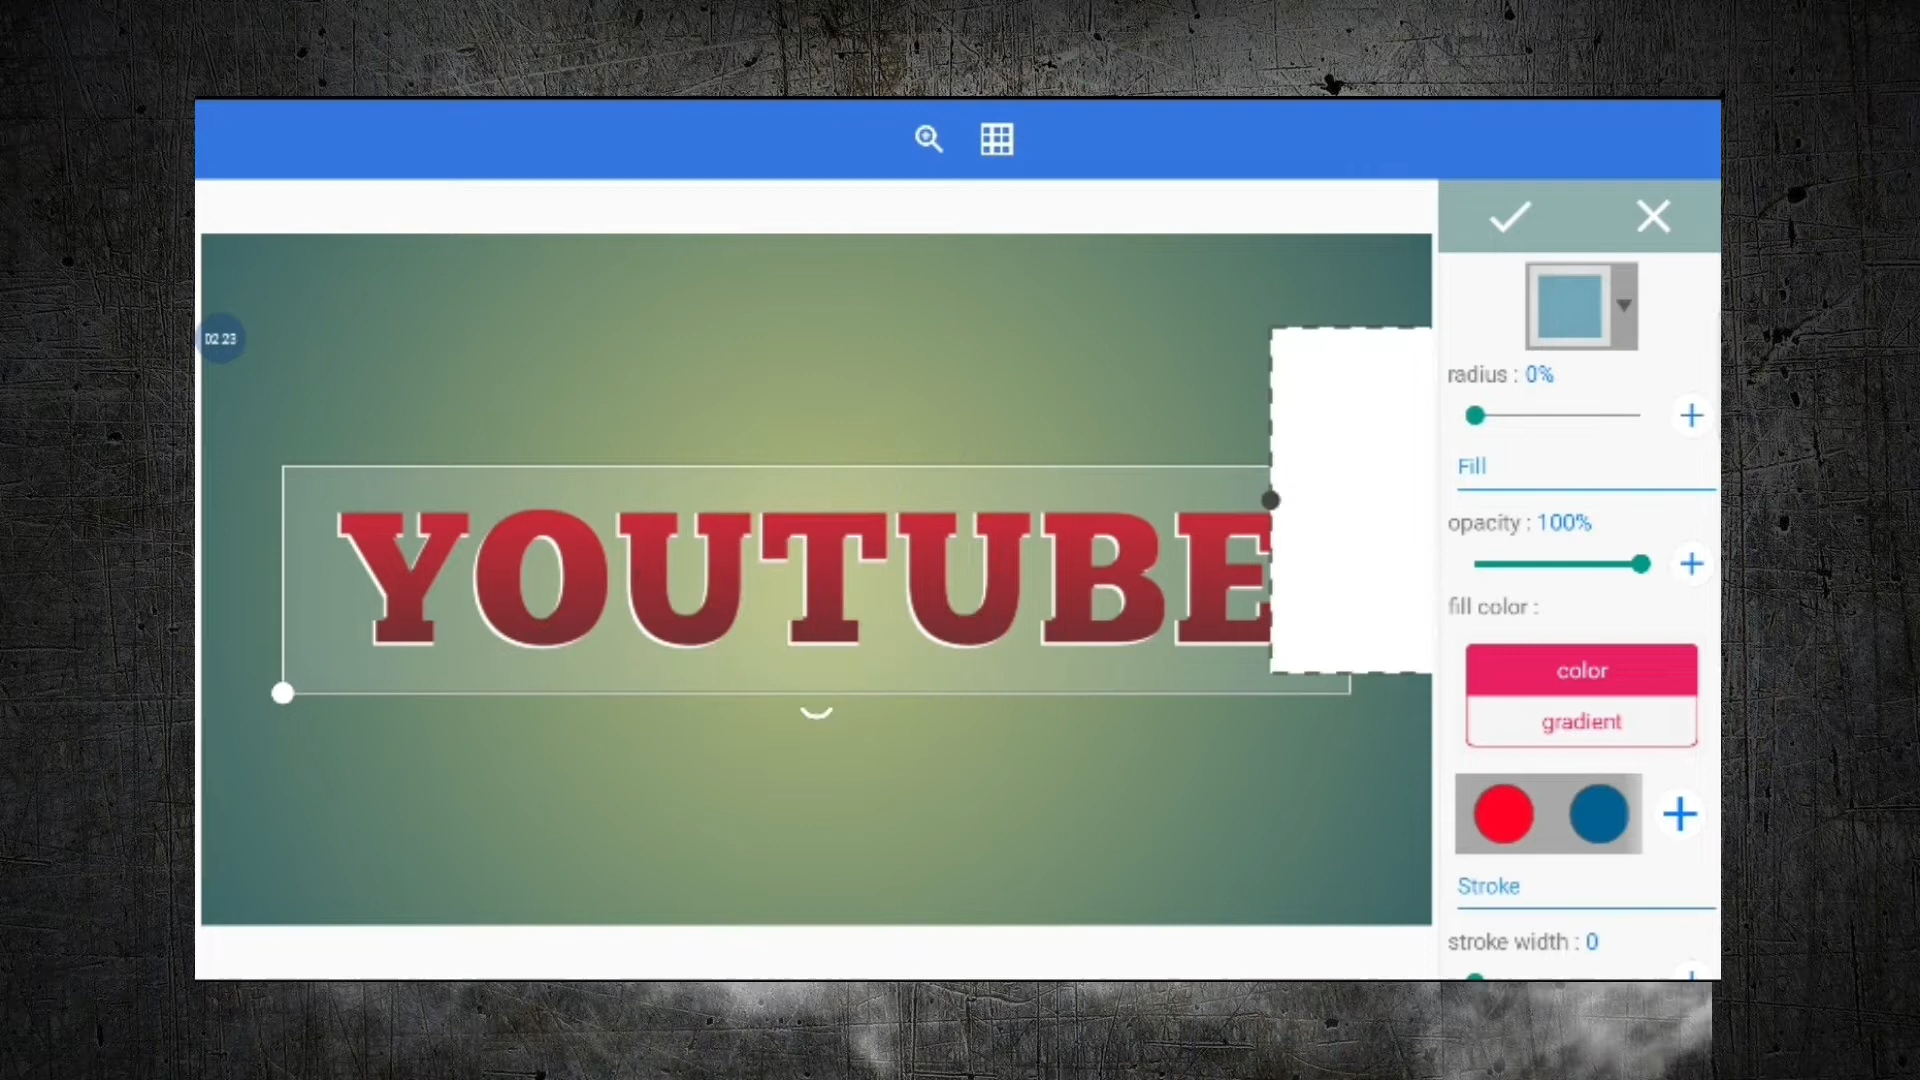 02:23
YOUTUBE
radius : 0%
Fill
opacity : 100%
fill color :
color
gradient
Stroke
stroke width : 0